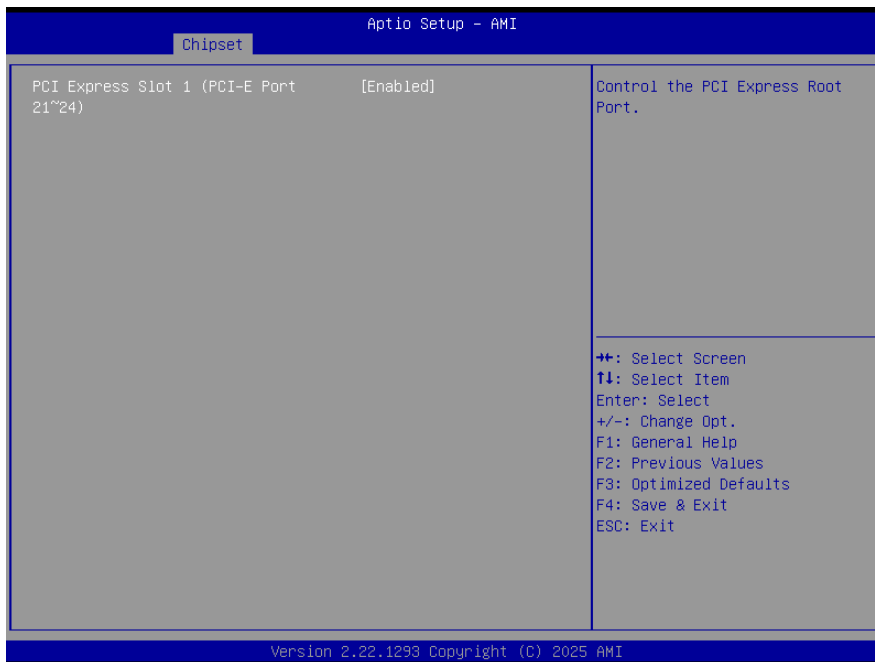 Aptio Setup – AMI
Chipset
PCI Express Slot 1 (PCI-E Port 21~24) [Enabled]
Control the PCI Express Root
Port.
→←: Select Screen
↑↓: Select Item
Enter: Select
+/-: Change Opt.
F1: General Help
F2: Previous Values
F3: Optimized Defaults
F4: Save & Exit
ESC: Exit
Version 2.22.1293 Copyright (C) 2025 AMI